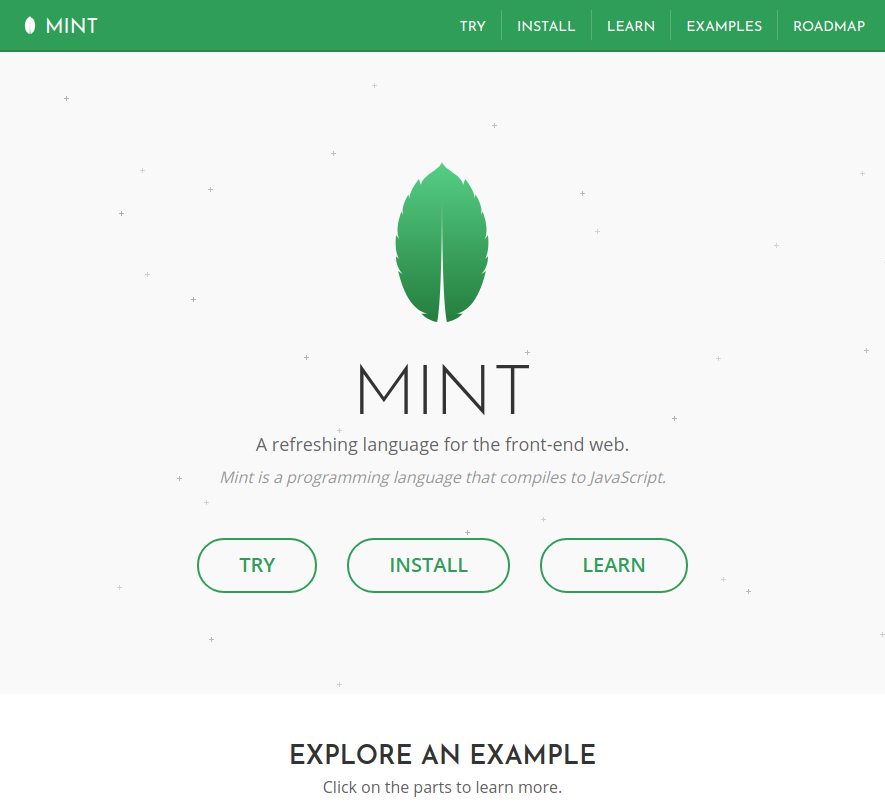 MINT
TRY
INSTALL
LEARN
EXAMPLES
ROADMAP
MINT
A refreshing language for the front-end web.
Mint is a programming language that compiles to JavaScript.
TRY
INSTALL
LEARN
EXPLORE AN EXAMPLE
Click on the parts to learn more.